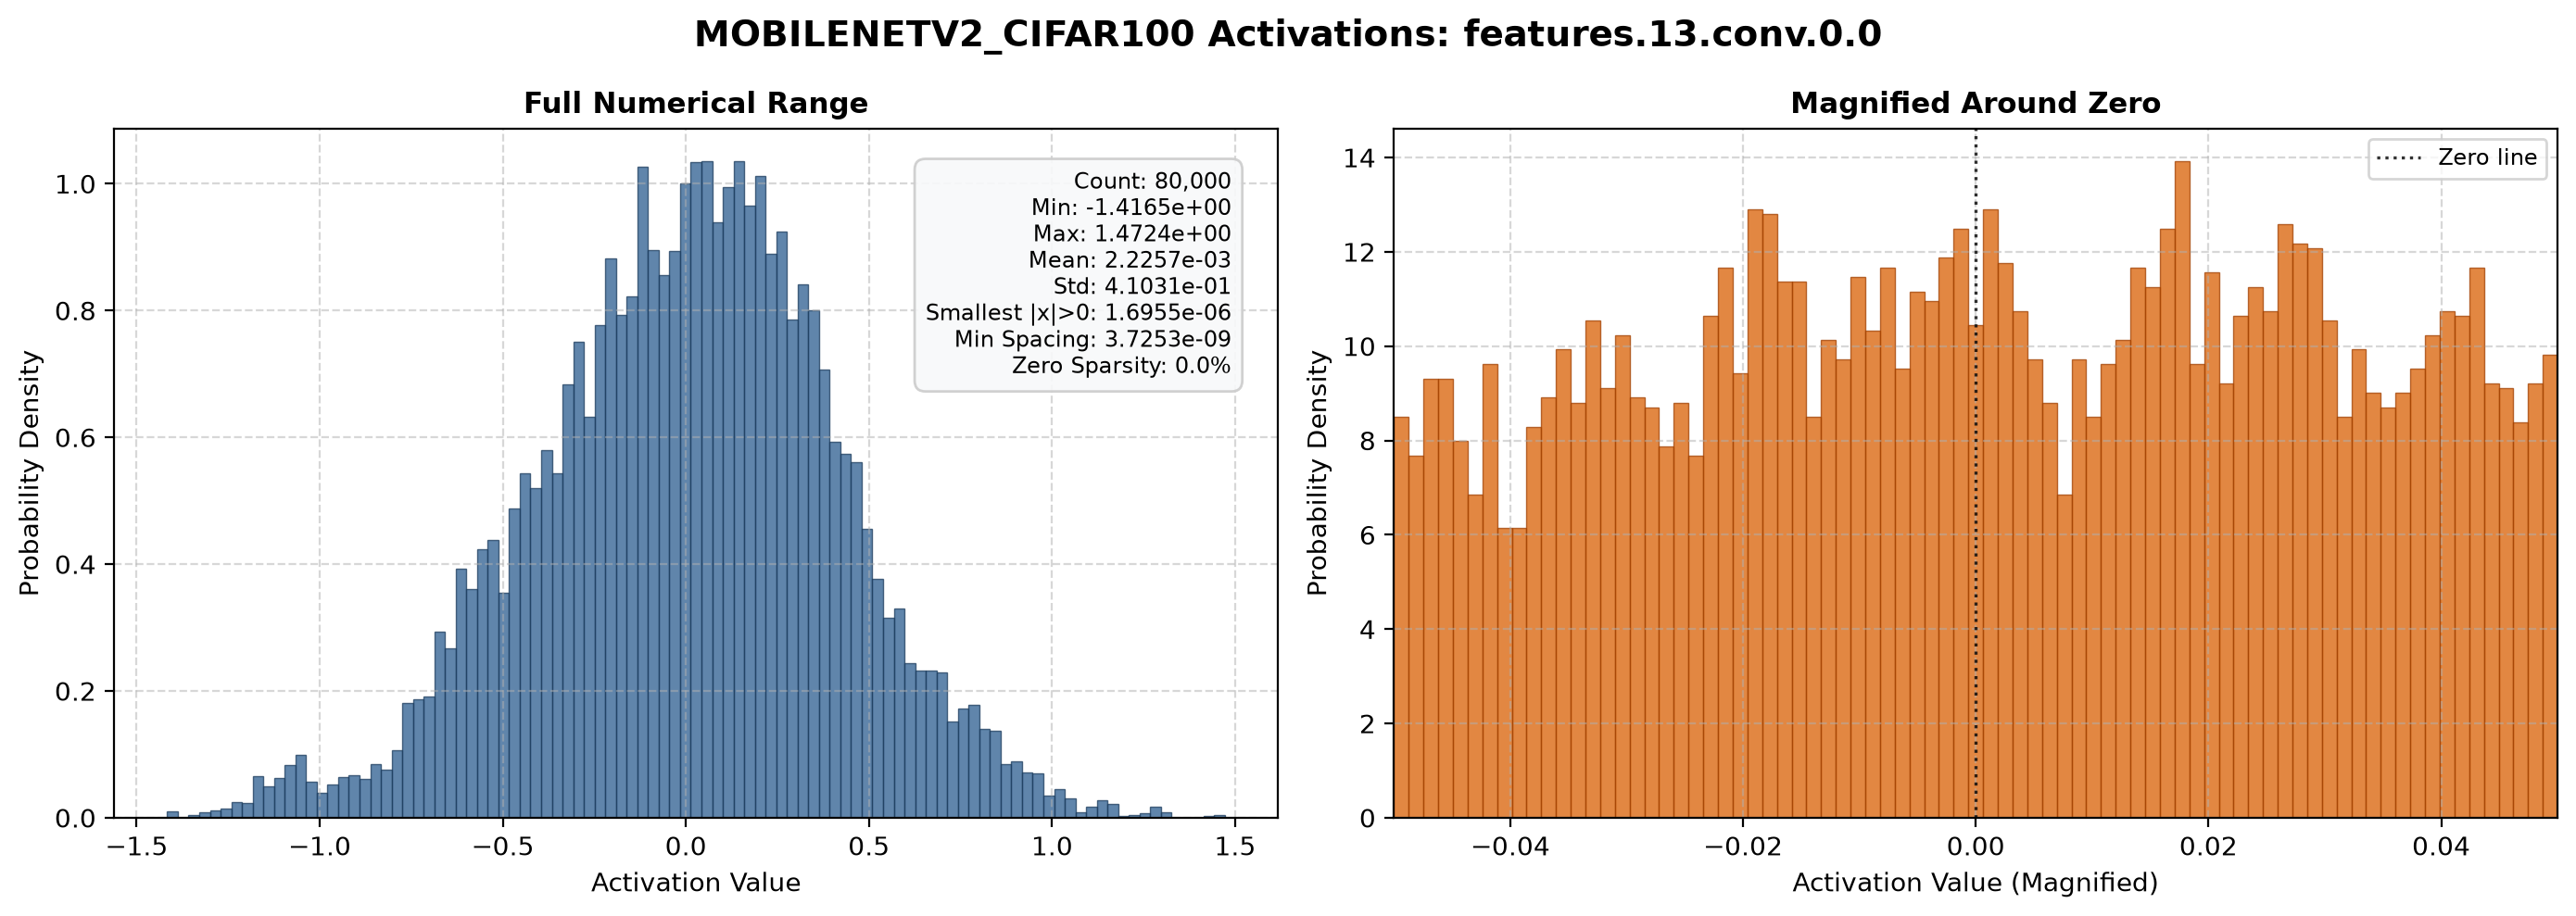 MOBILENETV2_CIFAR100 Activations: features.13.conv.0.0
Full Numerical Range
Probability Density
1.0
0.8
0.6
0.4
0.2
0.0
Count: 80,000
Min: -1.4165e+00
Max: 1.4724e+00
Mean: 2.2257e-03
Std: 4.1031e-01
Smallest |x|>0: 1.6955e-06
Min Spacing: 3.7253e-09
Zero Sparsity: 0.0%
−1.5 −1.0 −0.5 0.0 0.5 1.0 1.5
Activation Value
Magnified Around Zero
Probability Density
14
12
10
8
6
4
2
0
Zero line
−0.04 −0.02 0.00 0.02 0.04
Activation Value (Magnified)